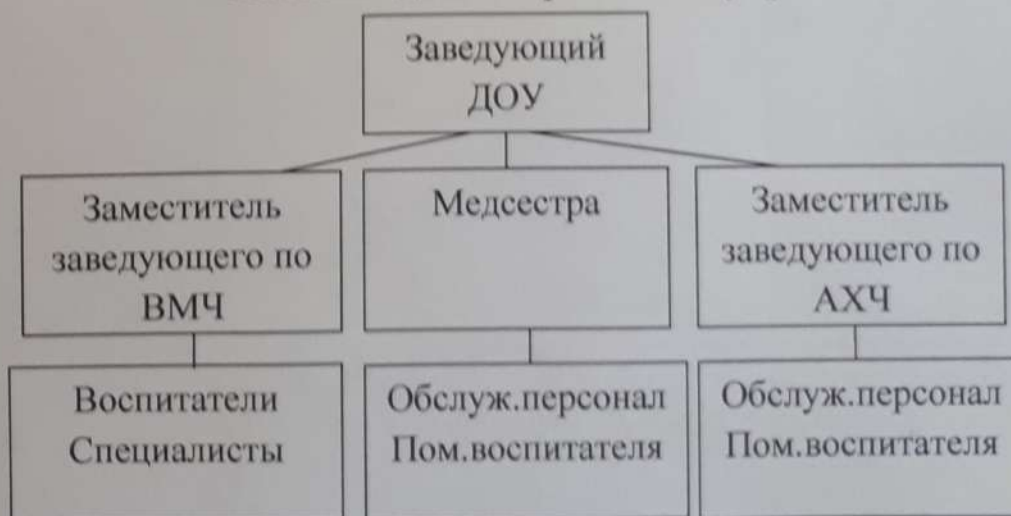 Заведующий
ДОУ
Заместитель
заведующего по
ВМЧ
Медсестра
Заместитель
заведующего по
АХЧ
Воспитатели
Специалисты
Обслуж.персонал
Пом.воспитателя
Обслуж.персонал
Пом.воспитателя